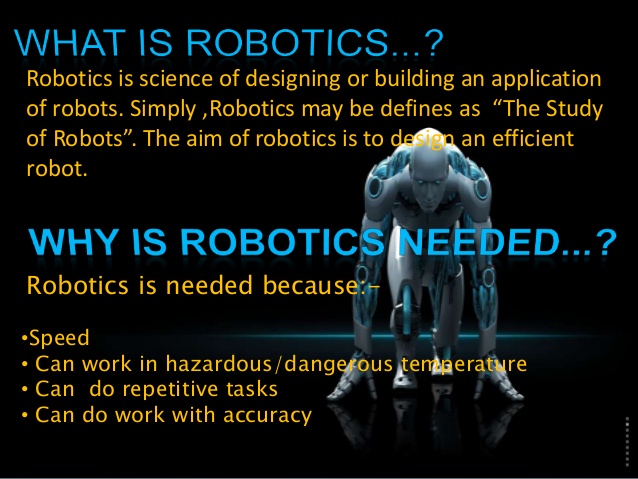 WHAT IS ROBOTICS...?
Robotics is science of designing or building an application
of robots. Simply ,Robotics may be defines as  “The Study
of Robots”. The aim of robotics is to design an efficient
robot.
WHY IS ROBOTICS NEEDED...?
Robotics is needed because:-
•Speed
• Can work in hazardous/dangerous temperature
• Can  do repetitive tasks
• Can do work with accuracy